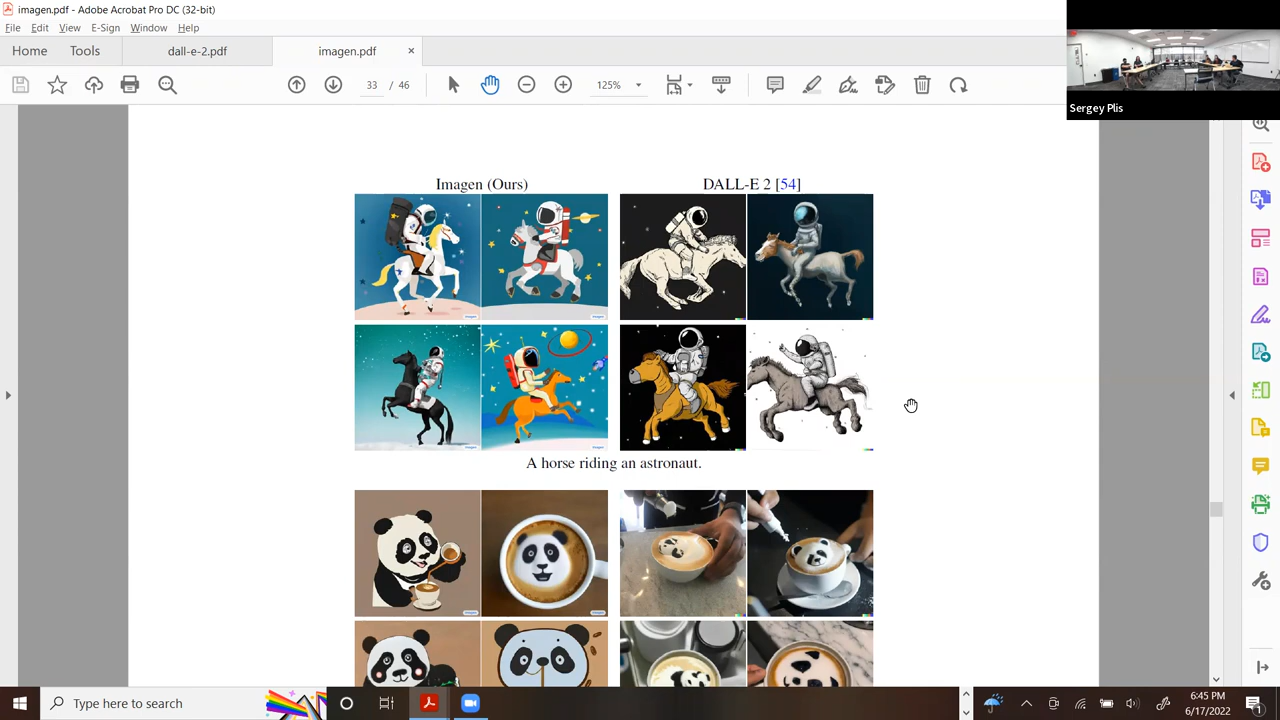 imagen.pdf - Adobe Acrobat Pro DC (32-bit)
File Edit View E-Sign Window Help
Home Tools dall-e-2.pdf imagen.pdf ×
33 / 46 125%
Sergey Plis
Imagen (Ours) DALL-E 2 [54]
A horse riding an astronaut.
Type here to search
6:45 PM
6/17/2022
1